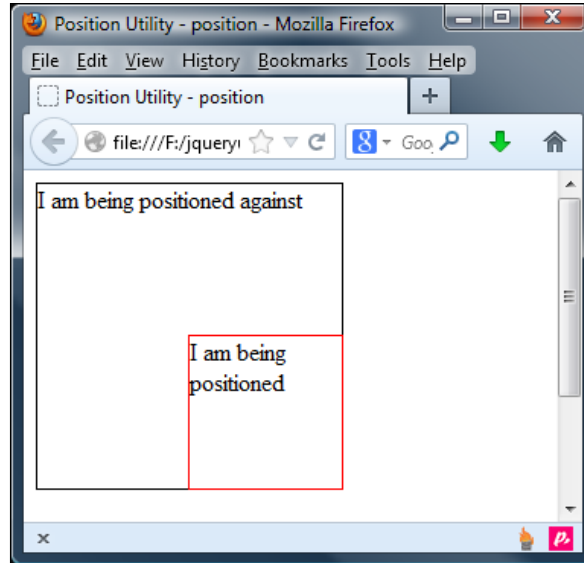 Position Utility - position - Mozilla Firefox
File Edit View History Bookmarks Tools Help
Position Utility - position +
file:///F:/jquery 8 Goo
I am being positioned against
I am being
positioned
x p.